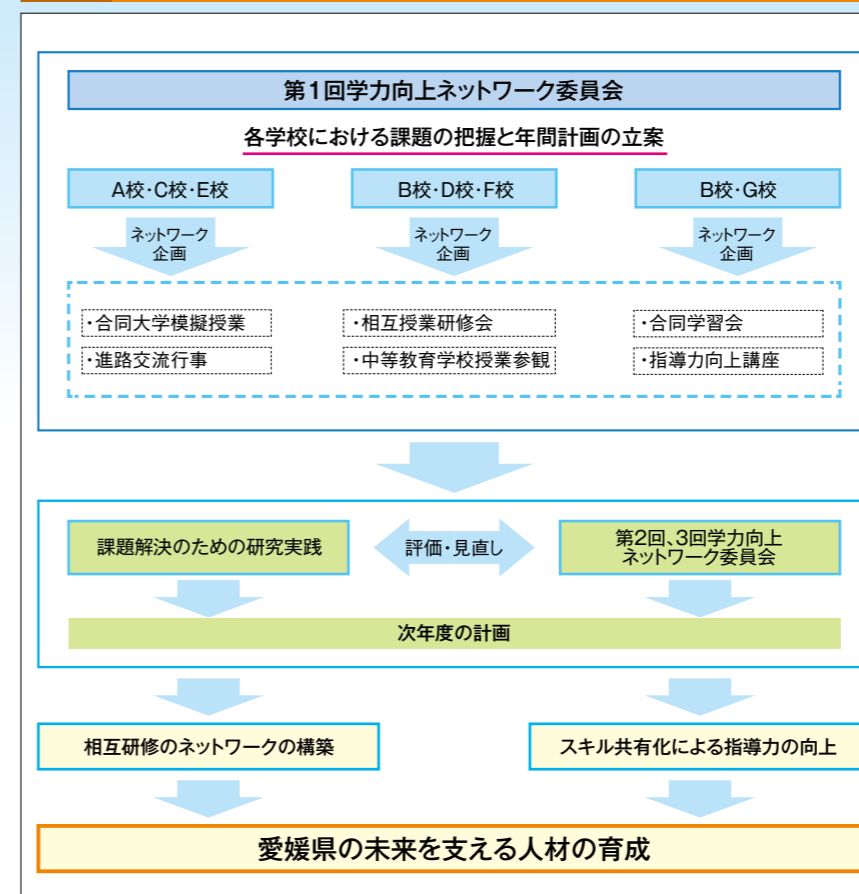 第1回学力向上ネットワーク委員会
各学校における課題の把握と年間計画の立案
A校・C校・E校
B校・D校・F校
B校・G校
ネットワーク
企画
ネットワーク
企画
ネットワーク
企画
・合同大学模擬授業
・進路交流行事
・相互授業研修会
・中等教育学校授業参観
・合同学習会
・指導力向上講座
課題解決のための研究実践
評価・見直し
第2回、3回学力向上
ネットワーク委員会
次年度の計画
相互研修のネットワークの構築
スキル共有化による指導力の向上
愛媛県の未来を支える人材の育成